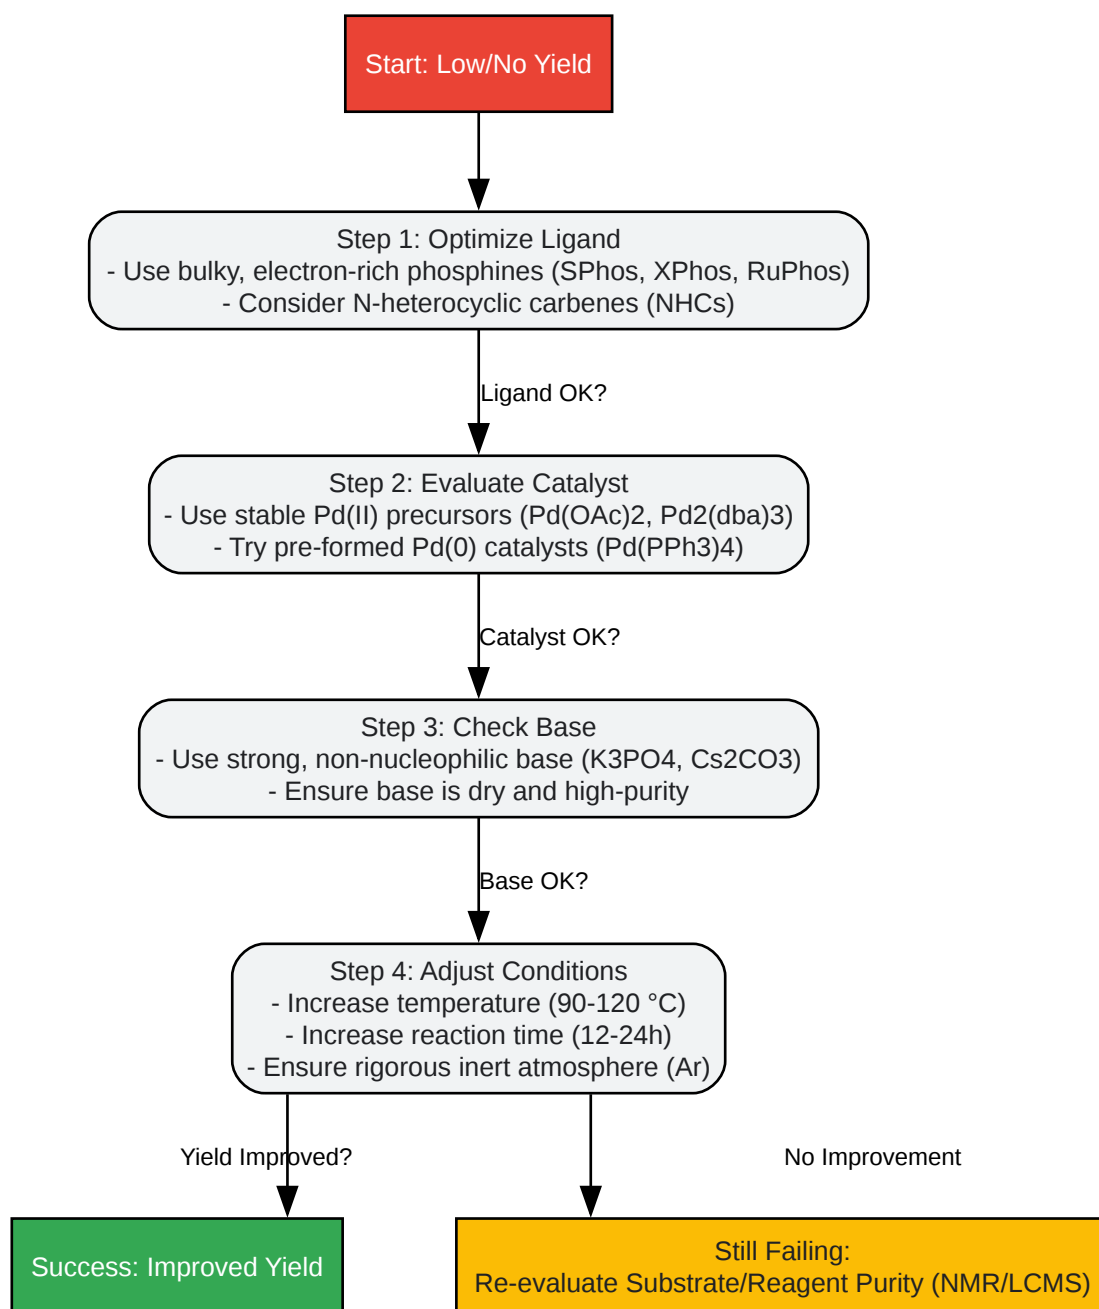 Start: Low/No Yield
Step 1: Optimize Ligand
- Use bulky, electron-rich phosphines (SPhos, XPhos, RuPhos)
- Consider N-heterocyclic carbenes (NHCs)
Ligand OK?
Step 2: Evaluate Catalyst
- Use stable Pd(II) precursors (Pd(OAc)2, Pd2(dba)3)
- Try pre-formed Pd(0) catalysts (Pd(PPh3)4)
Catalyst OK?
Step 3: Check Base
- Use strong, non-nucleophilic base (K3PO4, Cs2CO3)
- Ensure base is dry and high-purity
Base OK?
Step 4: Adjust Conditions
- Increase temperature (90-120 °C)
- Increase reaction time (12-24h)
- Ensure rigorous inert atmosphere (Ar)
Yield Improved?
No Improvement
Success: Improved Yield
Still Failing:
Re-evaluate Substrate/Reagent Purity (NMR/LCMS)